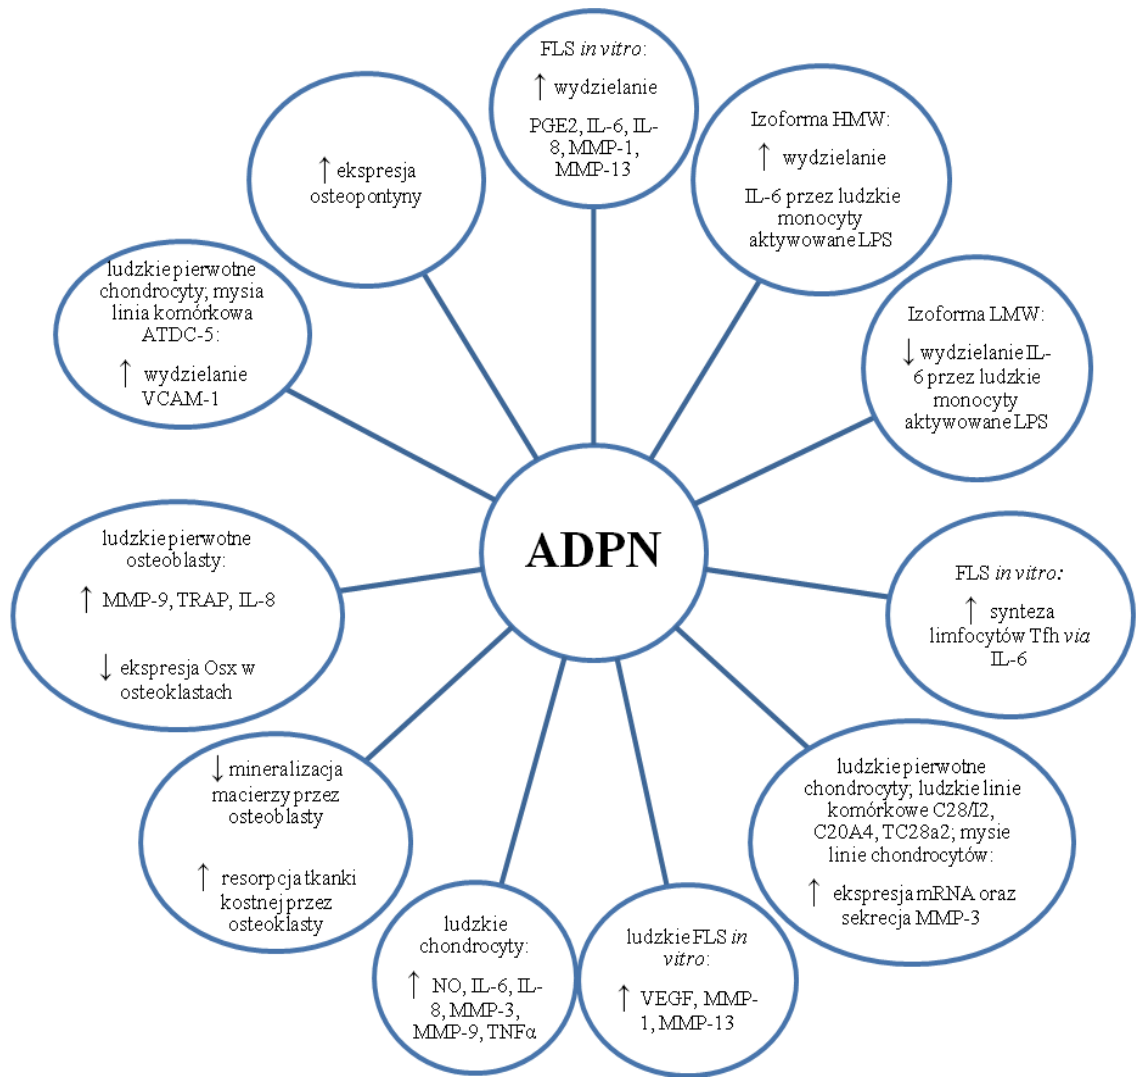 FLS in vitro:
↑ wydzielanie
PGE2, IL-6, IL-
8, MMP-1,
MMP-13
Izoforma HMW:
↑ wydzielanie
IL-6 przez ludzkie
monocyty
aktywowane LPS
Izoforma LMW:
↓ wydzielanie IL-
6 przez ludzkie
monocyty
aktywowane LPS
FLS in vitro:
↑ synteza
limfocytów Tfh via
IL-6
ludzkie pierwotne
chondrocyty; ludzkie linie
komórkowe C28/I2,
C20A4, TC28a2; mysie
linie chondrocytów:
↑ ekspresja mRNA oraz
sekrecja MMP-3
ludzkie FLS in
vitro:
↑ VEGF, MMP-
1, MMP-13
ludzkie
chondrocyty:
↑ NO, IL-6, IL-
8, MMP-3,
MMP-9, TNFα
↓ mineralizacja
macierzy przez
osteoblasty
↑ resorpcja tkanki
kostnej przez
osteoklasty
ludzkie pierwotne
osteoblasty:
↑ MMP-9, TRAP, IL-8
↓ ekspresja Osx w
osteoklastach
ludzkie pierwotne
chondrocyty; mysia
linia komórkowa
ATDC-5:
↑ wydzielanie
VCAM-1
↑ ekspresja
osteopontyny
ADPN